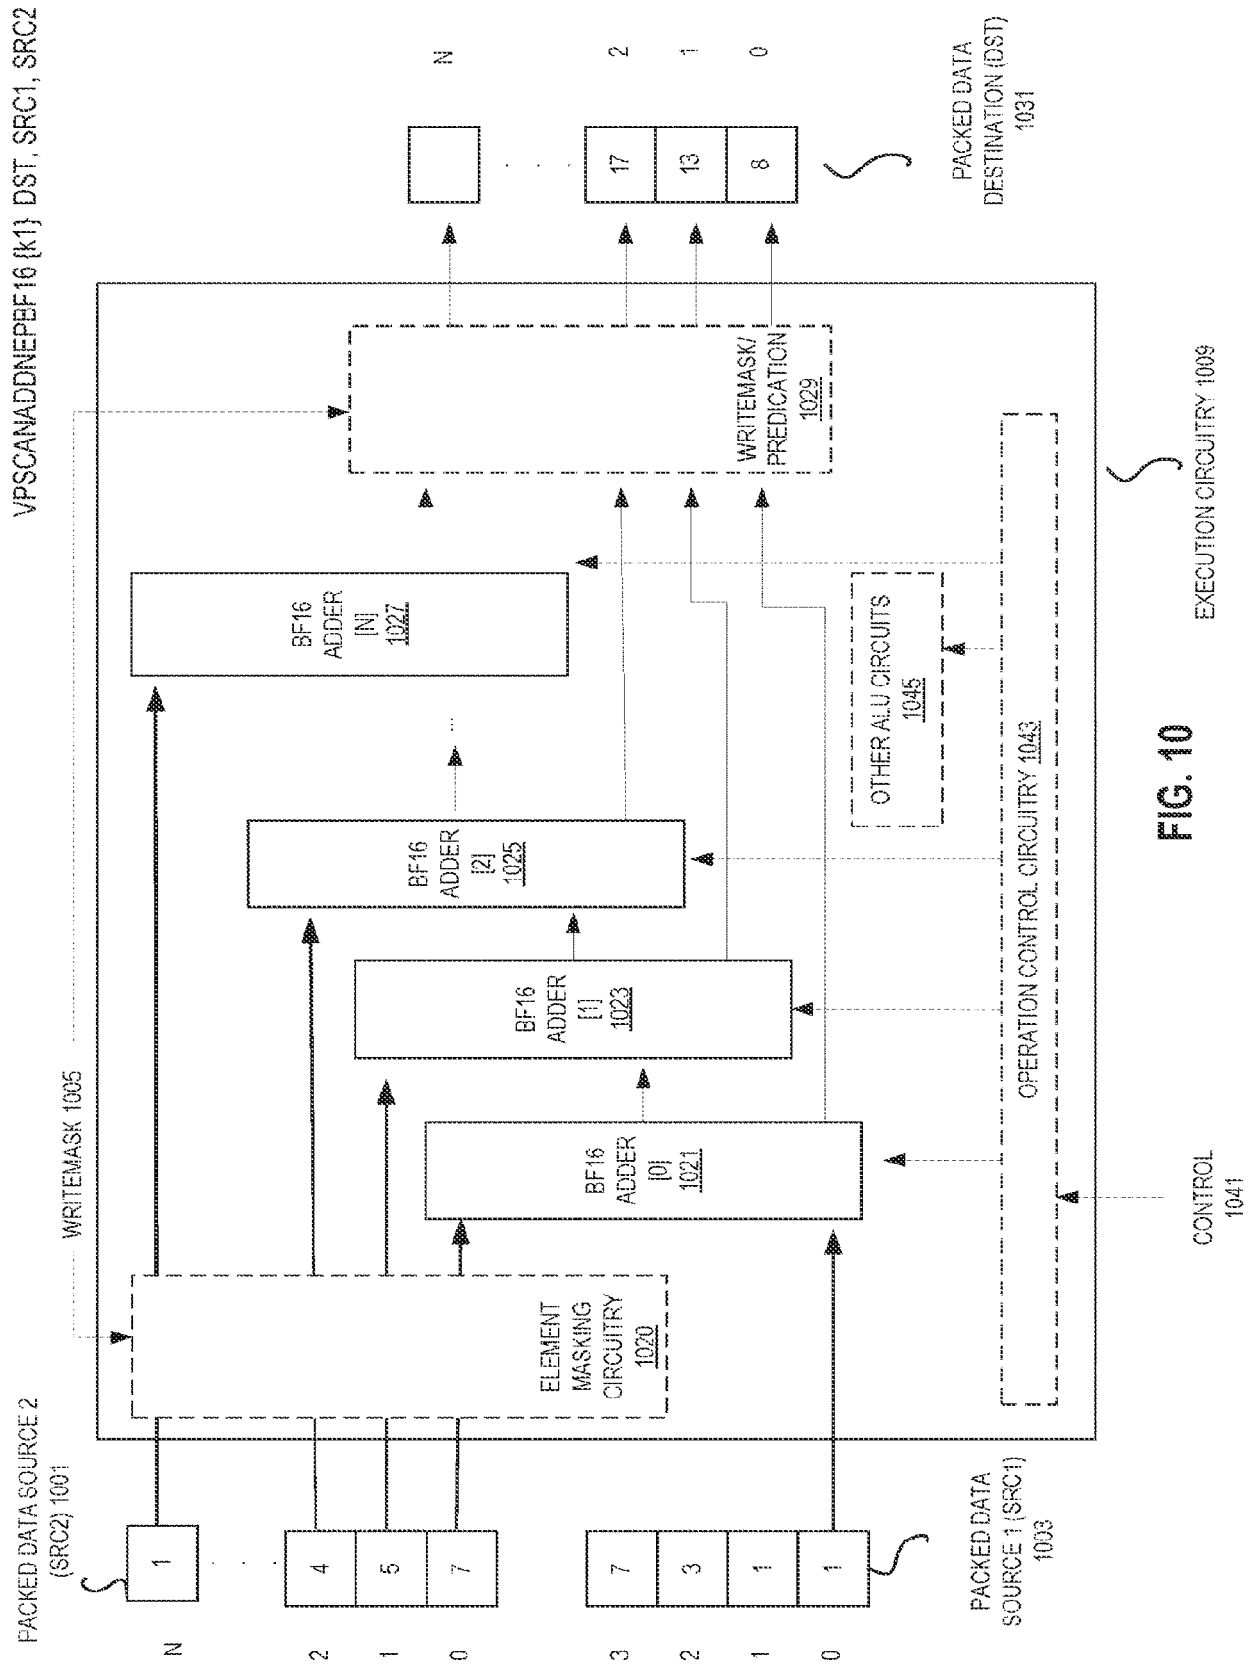 VPSCANADDNEPBF16 {k1} DST, SRC1, SRC2
PACKED DATA SOURCE 2
(SRC2) 1001
N
2
1
0
1
. . .
4
5
7
3
2
1
0
7
3
1
1
PACKED DATA
SOURCE 1 (SRC1)
1003
WRITEMASK 1005
ELEMENT
MASKING
CIRCUITRY
1020
BF16
ADDER
[0]
1021
BF16
ADDER
[1]
1023
BF16
ADDER
[2]
1025
...
BF16
ADDER
[N]
1027
WRITEMASK/
PREDICATION
1029
OTHER ALU CIRCUITS
1045
OPERATION CONTROL CIRCUITRY 1043
CONTROL
1041
EXECUTION CIRCUITRY 1009
. . .
17
13
8
N
2
1
0
PACKED DATA
DESTINATION (DST)
1031
FIG. 10